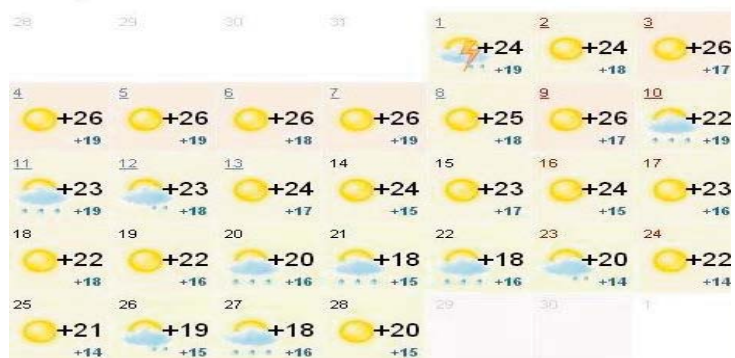 28 29 30 31 1 2 3
+24 +24 +26
+19 +18 +17
4 5 6 7 8 9 10
+26 +26 +26 +26 +25 +26 +22
+19 +19 +18 +19 +18 +17 +19
11 12 13 14 15 16 17
+23 +23 +24 +24 +23 +24 +23
+19 +18 +17 +15 +17 +15 +16
18 19 20 21 22 23 24
+22 +22 +20 +18 +18 +20 +22
+18 +16 +16 +15 +16 +14 +14
25 26 27 28 29 30 1
+21 +19 +18 +20
+14 +15 +16 +15